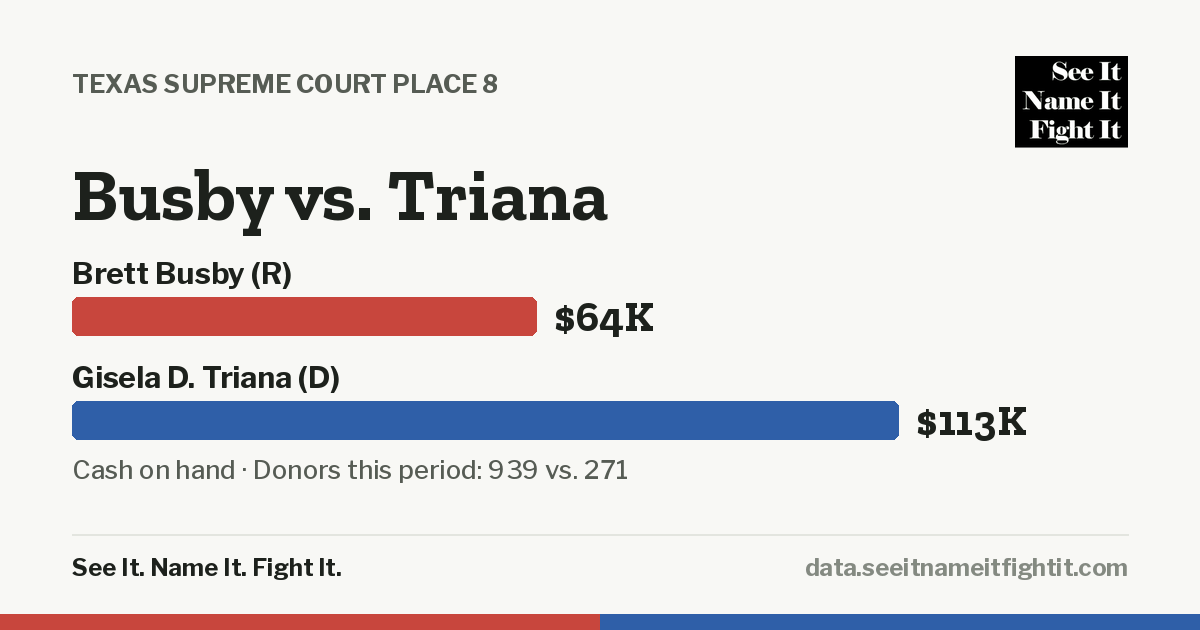 TEXAS SUPREME COURT PLACE 8
See It
Name It
Fight It
Busby vs. Triana
Brett Busby (R)
$64K
Gisela D. Triana (D)
$113K
Cash on hand · Donors this period: 939 vs. 271
See It. Name It. Fight It.
data.seeitnameitfightit.com